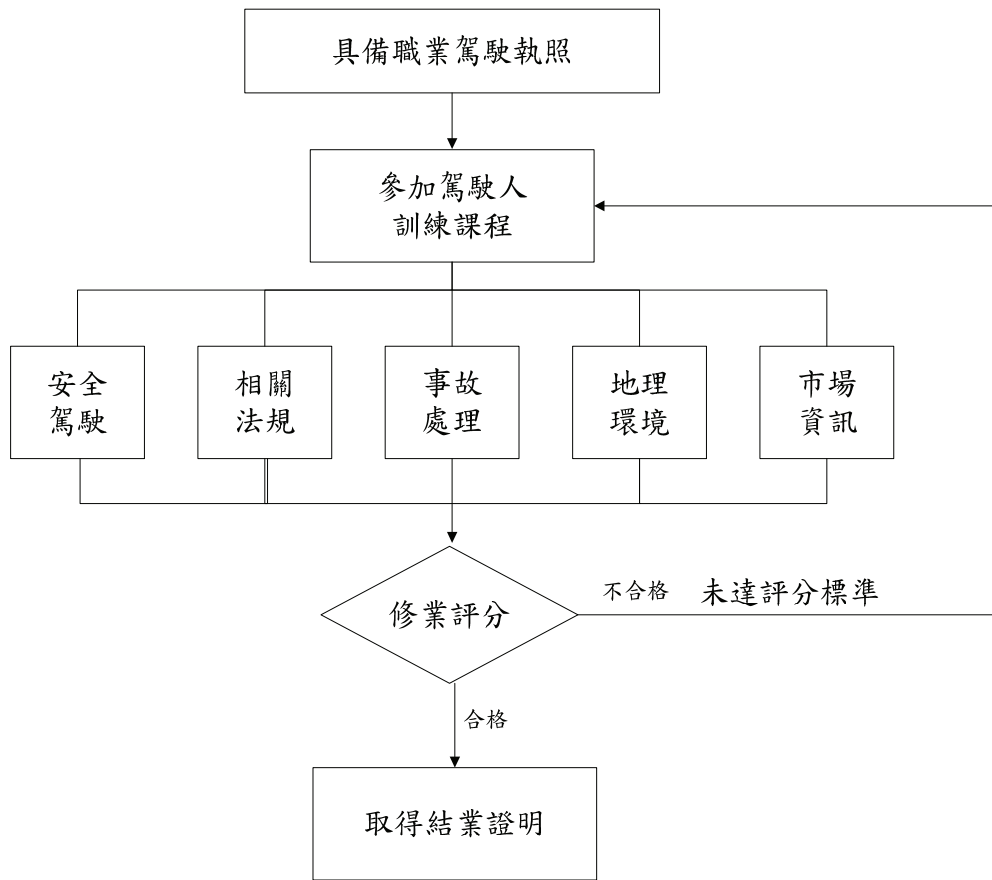 具備職業駕駛執照
參加駕駛人
訓練課程
安全
駕駛
相關
法規
事故
處理
地理
環境
市場
資訊
修業評分
不合格 未達評分標準
合格
取得結業證明